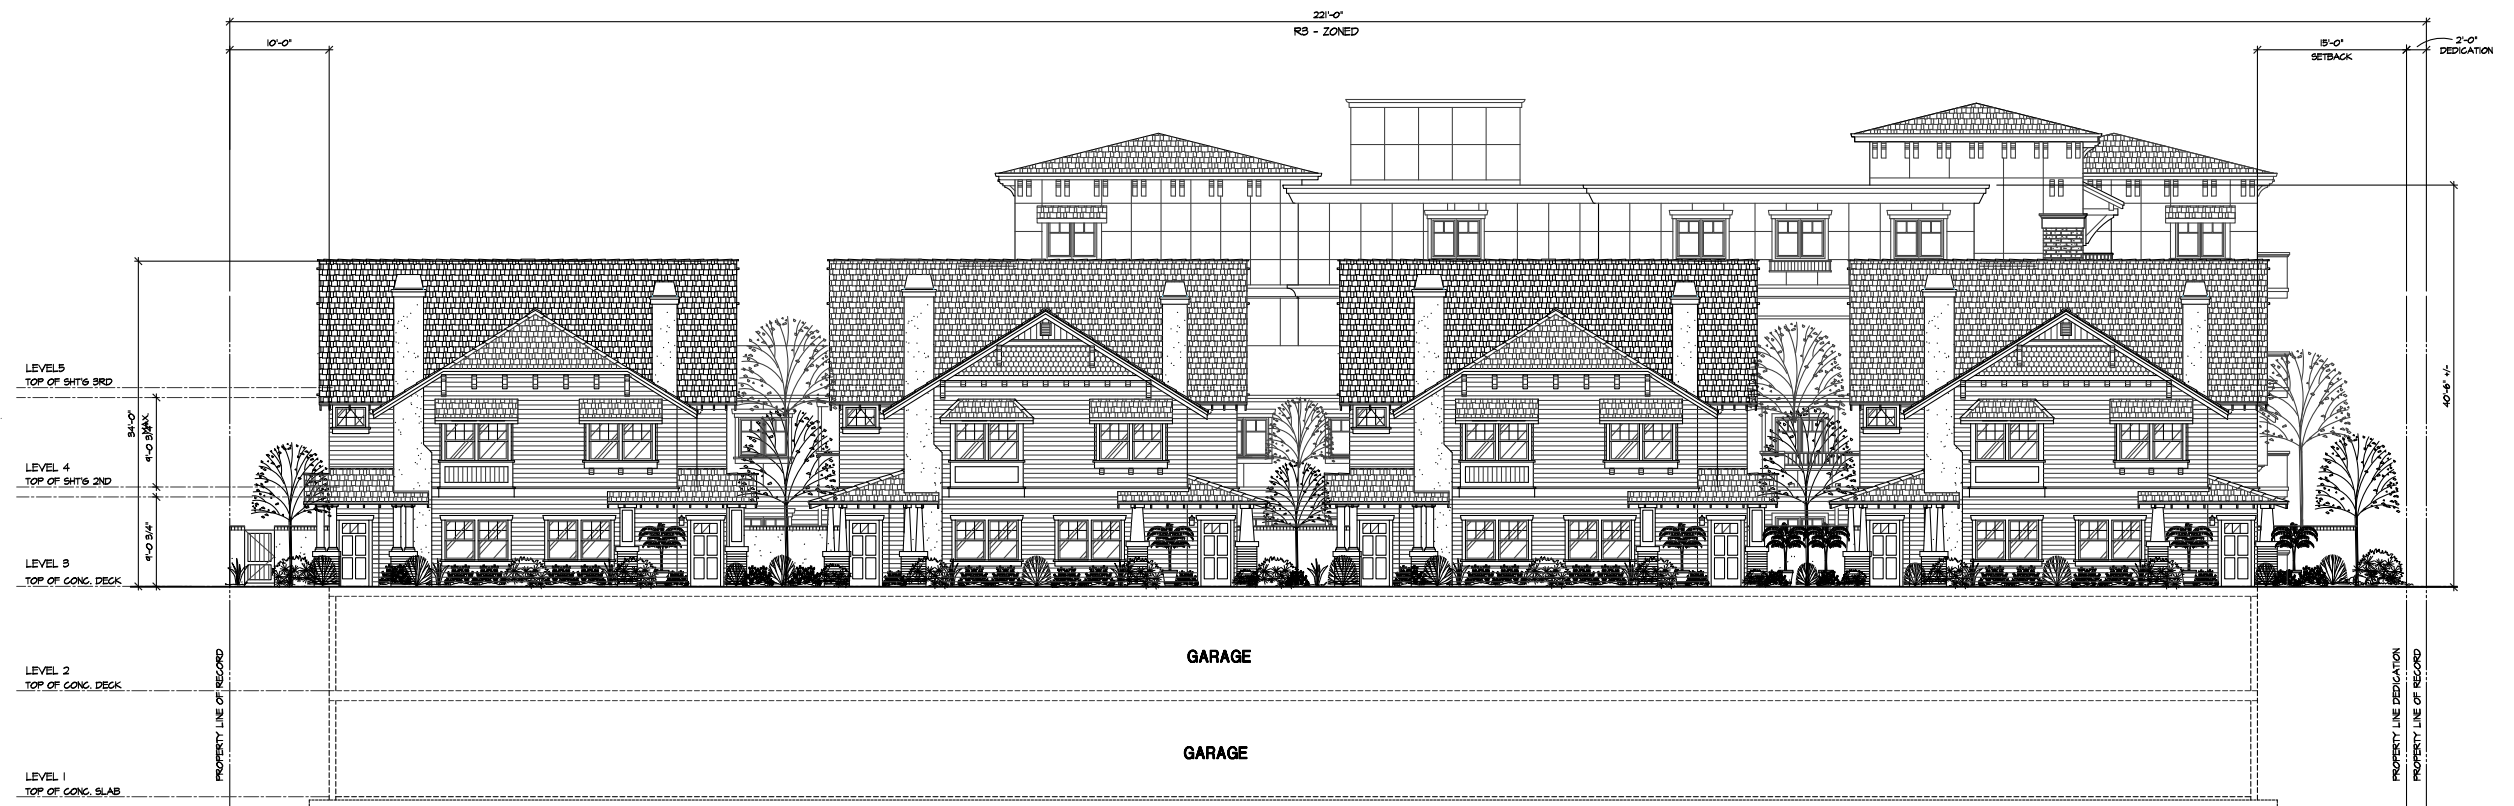 221'-0"
R3 - ZONED
10'-0"
15'-0"
SETBACK
2'-0"
DEDICATION
LEVEL5
TOP OF SHT'G 3RD
34'-0"
9'-0 3/4"
MAX.
40'-6" +/-
LEVEL 4
TOP OF SHT'G 2ND
9'-0 3/4"
LEVEL 3
TOP OF CONC. DECK
GARAGE
LEVEL 2
TOP OF CONC. DECK
PROPERTY LINE OF RECORD
PROPERTY LINE DEDICATION
PROPERTY LINE OF RECORD
GARAGE
LEVEL 1
TOP OF CONC. SLAB